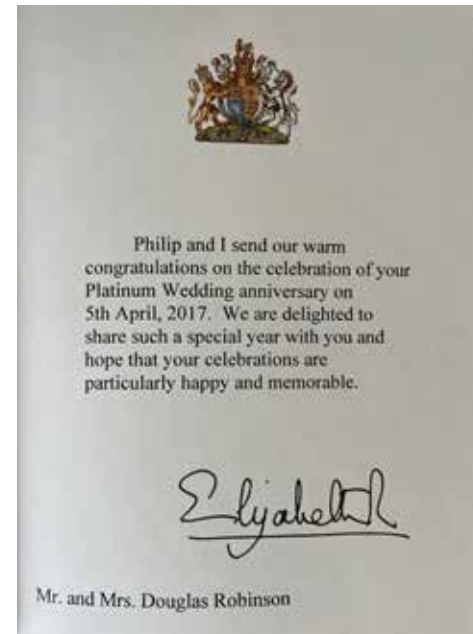 Philip and I send our warm
congratulations on the celebration of your
Platinum Wedding anniversary on
5th April, 2017. We are delighted to
share such a special year with you and
hope that your celebrations are
particularly happy and memorable.
Elizabeth R
Mr. and Mrs. Douglas Robinson